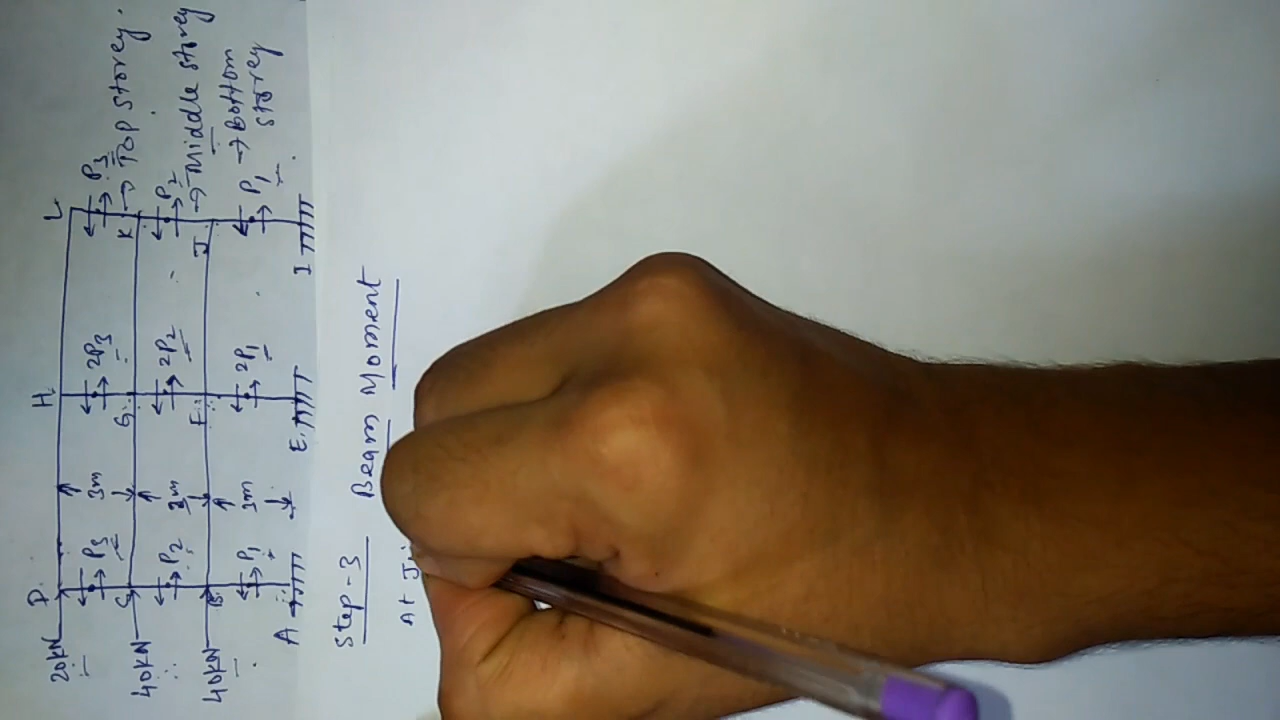 20kN D H L
P3 2P3 P3 → Top storey.
3m
40kN C G K
P2 2P2 P2 → Middle storey
3m
40kN B F J
P1 2P1 P1 → Bottom
storey
3m
A E I
Step-3 Beam Moment
At